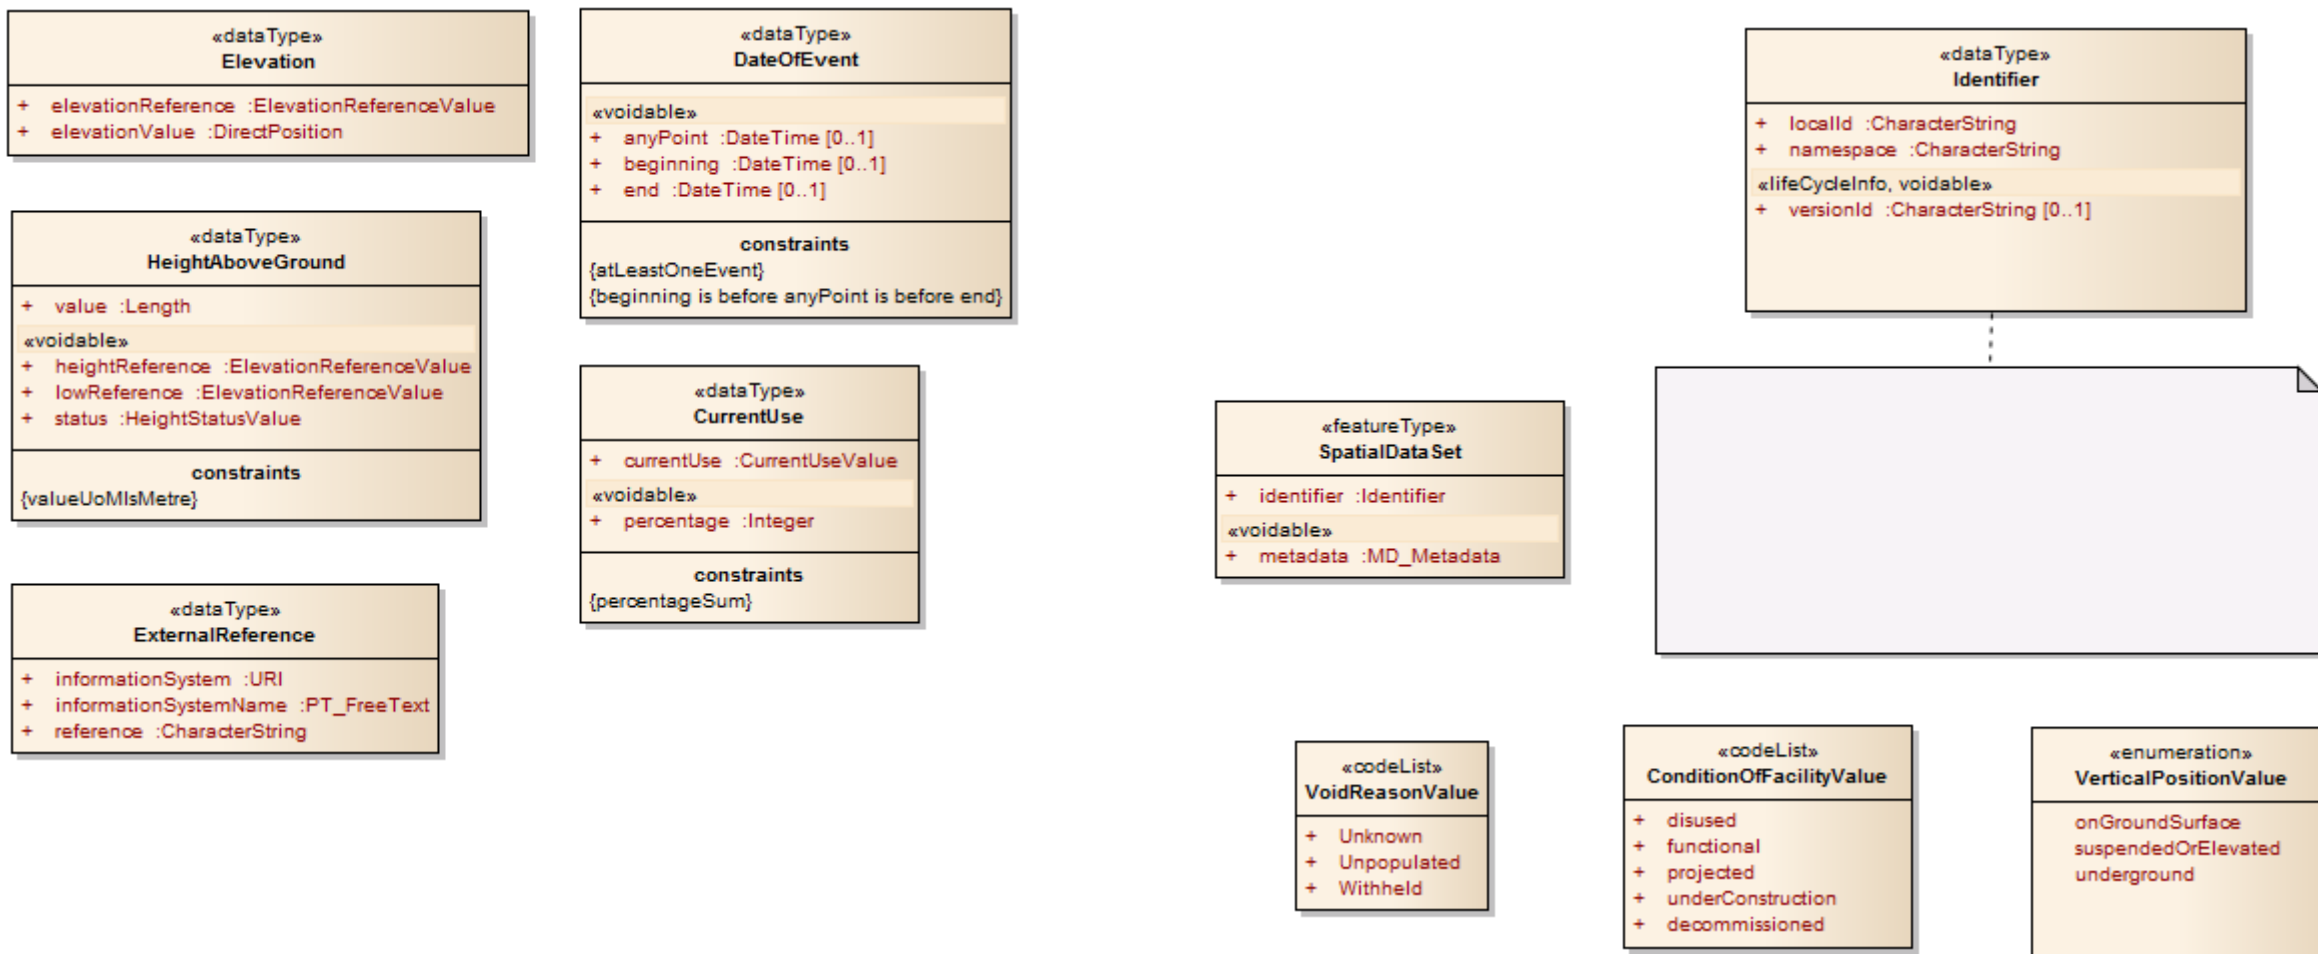 «dataType»
Elevation
+ elevationReference :ElevationReferenceValue
+ elevationValue :DirectPosition
«dataType»
HeightAboveGround
+ value :Length
«voidable»
+ heightReference :ElevationReferenceValue
+ lowReference :ElevationReferenceValue
+ status :HeightStatusValue
constraints
{valueUoMIsMetre}
«dataType»
ExternalReference
+ informationSystem :URI
+ informationSystemName :PT_FreeText
+ reference :CharacterString
«dataType»
DateOfEvent
«voidable»
+ anyPoint :DateTime [0..1]
+ beginning :DateTime [0..1]
+ end :DateTime [0..1]
constraints
{atLeastOneEvent}
{beginning is before anyPoint is before end}
«dataType»
CurrentUse
+ currentUse :CurrentUseValue
«voidable»
+ percentage :Integer
constraints
{percentageSum}
«dataType»
Identifier
+ localId :CharacterString
+ namespace :CharacterString
«lifeCycleInfo, voidable»
+ versionId :CharacterString [0..1]
«featureType»
SpatialDataSet
+ identifier :Identifier
«voidable»
+ metadata :MD_Metadata
«codeList»
VoidReasonValue
+ Unknown
+ Unpopulated
+ Withheld
«codeList»
ConditionOfFacilityValue
+ disused
+ functional
+ projected
+ underConstruction
+ decommissioned
«enumeration»
VerticalPositionValue
onGroundSurface
suspendedOrElevated
underground